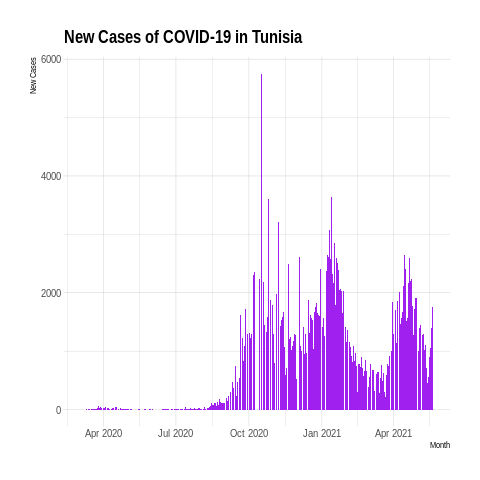 New Cases of COVID-19 in Tunisia
New Cases
6000
4000
2000
0
Apr 2020 Jul 2020 Oct 2020 Jan 2021 Apr 2021
Month